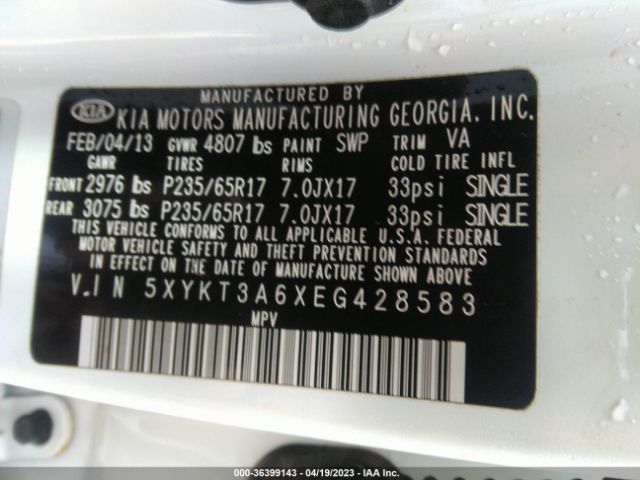 MANUFACTURED BY
KIA KIA MOTORS MANUFACTURING GEORGIA, INC.
FEB/04/13 GVWR 4807 lbs PAINT SWP TRIM VA
GAWR TIRES RIMS COLD TIRE INFL
FRONT 2976 lbs P235/65R17 7.0JX17 33psi SINGLE
REAR 3075 lbs P235/65R17 7.0JX17 33psi SINGLE
THIS VEHICLE CONFORMS TO ALL APPLICABLE U.S.A. FEDERAL
MOTOR VEHICLE SAFETY AND THEFT PREVENTION STANDARDS
IN EFFECT ON THE DATE OF MANUFACTURE SHOWN ABOVE.
V.IN 5XYKT3A6XEG428583
MPV
000-36399143 - 04/19/2023 - IAA Inc.